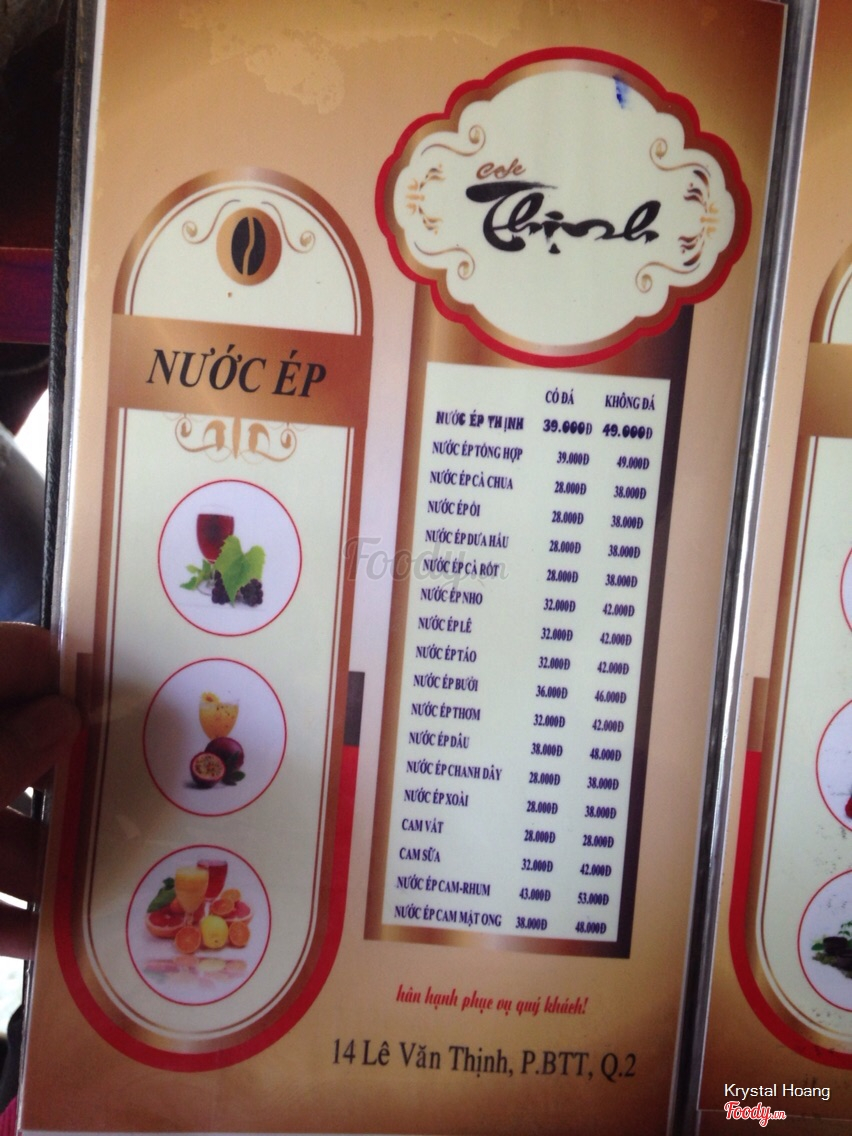 Cafe
Thịnh
NƯỚC ÉP
CÓ ĐÁ KHÔNG ĐÁ
NƯỚC ÉP THỊNH 39.000Đ 49.000Đ
NƯỚC ÉP TỔNG HỢP 39.000Đ 49.000Đ
NƯỚC ÉP CÀ CHUA 28.000Đ 38.000Đ
NƯỚC ÉP ỔI 28.000Đ 38.000Đ
NƯỚC ÉP DƯA HẤU 28.000Đ 38.000Đ
NƯỚC ÉP CÀ RỐT 28.000Đ 38.000Đ
NƯỚC ÉP NHO 32.000Đ 42.000Đ
NƯỚC ÉP LÊ 32.000Đ 42.000Đ
NƯỚC ÉP TÁO 32.000Đ 42.000Đ
NƯỚC ÉP BƯỞI 36.000Đ 46.000Đ
NƯỚC ÉP THƠM 32.000Đ 42.000Đ
NƯỚC ÉP DÂU 38.000Đ 48.000Đ
NƯỚC ÉP CHANH DÂY 28.000Đ 38.000Đ
NƯỚC ÉP XOÀI 28.000Đ 38.000Đ
CAM VẮT 28.000Đ 28.000Đ
CAM SỮA 32.000Đ 42.000Đ
NƯỚC ÉP CAM-RHUM 43.000Đ 53.000Đ
NƯỚC ÉP CAM MẬT ONG 38.000Đ 48.000Đ
hân hạnh phục vụ quý khách!
14 Lê Văn Thịnh, P.BTT, Q.2
Foody.vn
Krystal Hoang
Foody.vn